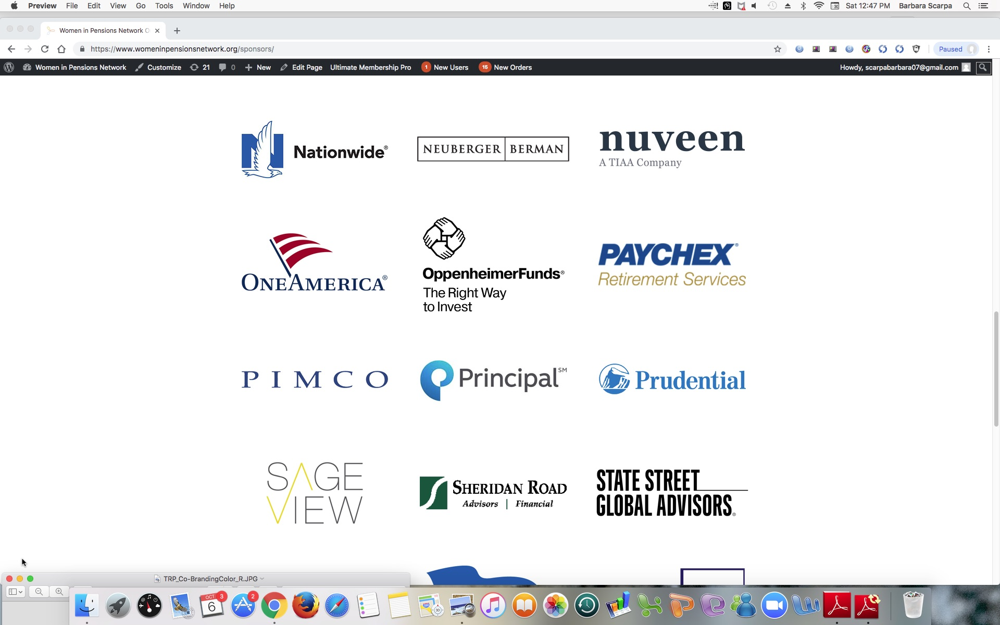 Preview File Edit View Go Tools Window Help Sat 12:47 PM Barbara Scarpa
Women in Pensions Network O
https://www.womeninpensionsnetwork.org/sponsors/ Paused
Women in Pensions Network Customize 21 0 New Edit Page Ultimate Membership Pro 1 New Users 15 New Orders Howdy, scarpabarbara07@gmail.com
Nationwide®
NEUBERGER BERMAN
nuveen
A TIAA Company
ONEAMERICA®
OppenheimerFunds®
The Right Way
to Invest
PAYCHEX®
Retirement Services
PIMCO
Principal℠
Prudential
SAGE
VIEW
SHERIDAN ROAD
Advisors | Financial
STATE STREET
GLOBAL ADVISORS®
TRP_Co-BrandingColor_R.JPG
OCT 3
6
2
3D